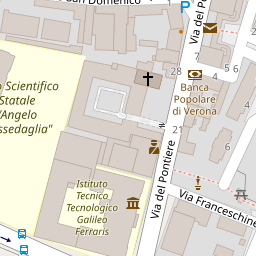 San Domenico
P
Via del Po
28
6
4
o Scientifico
Statale
"Angelo
ssedaglia"
Banca
Popolare
di Verona
21
Istituto
Tecnico
Tecnologico
Galileo
Ferraris
Via del Pontiere
Via Franceschine